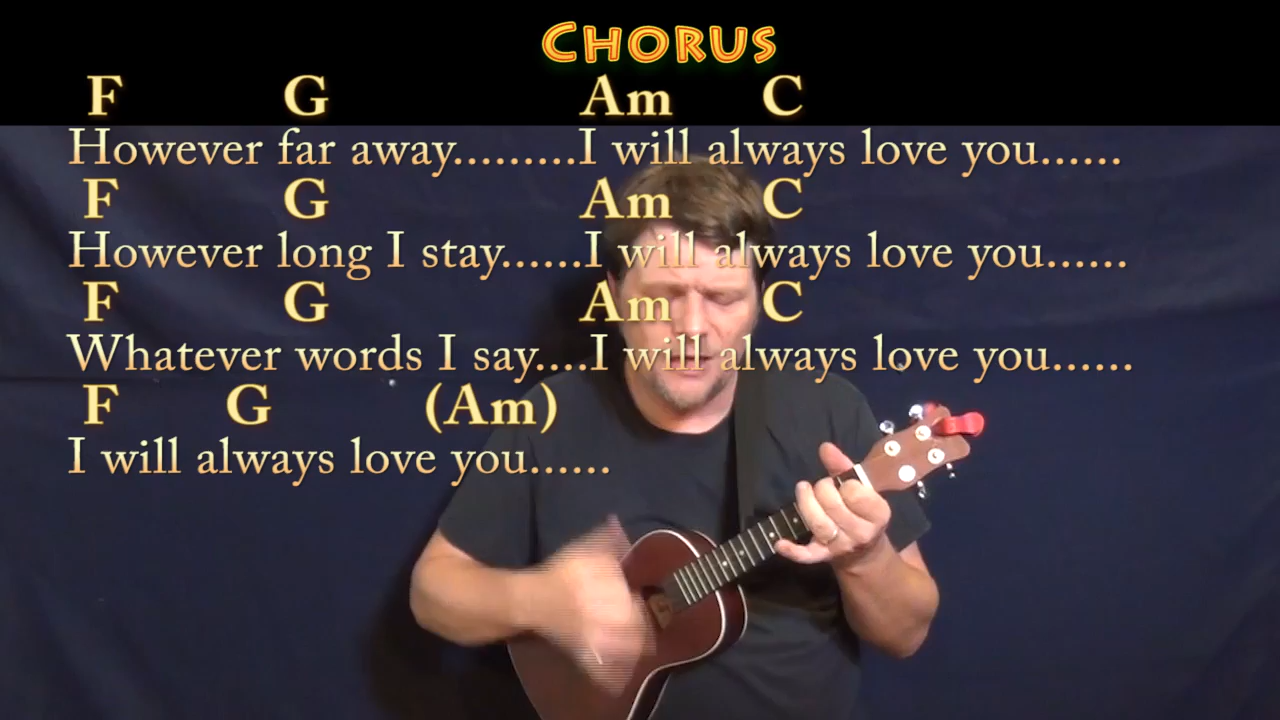 CHORUS
F G Am C
However far away.........I will always love you......
F G Am C
However long I stay......I will always love you......
F G Am C
Whatever words I say....I will always love you......
F G (Am)
I will always love you......